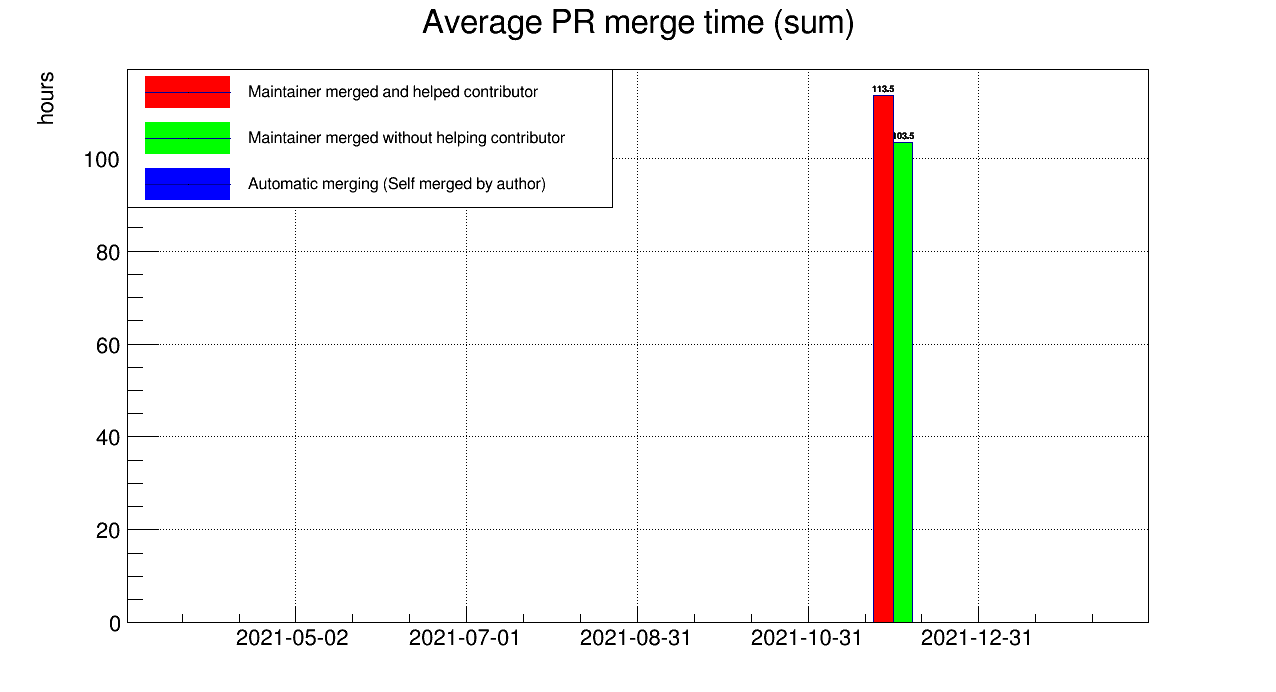 Average PR merge time (sum)
hours
Maintainer merged and helped contributor
Maintainer merged without helping contributor
Automatic merging (Self merged by author)
113.5
103.5
100
80
60
40
20
0
2021-05-02 2021-07-01 2021-08-31 2021-10-31 2021-12-31